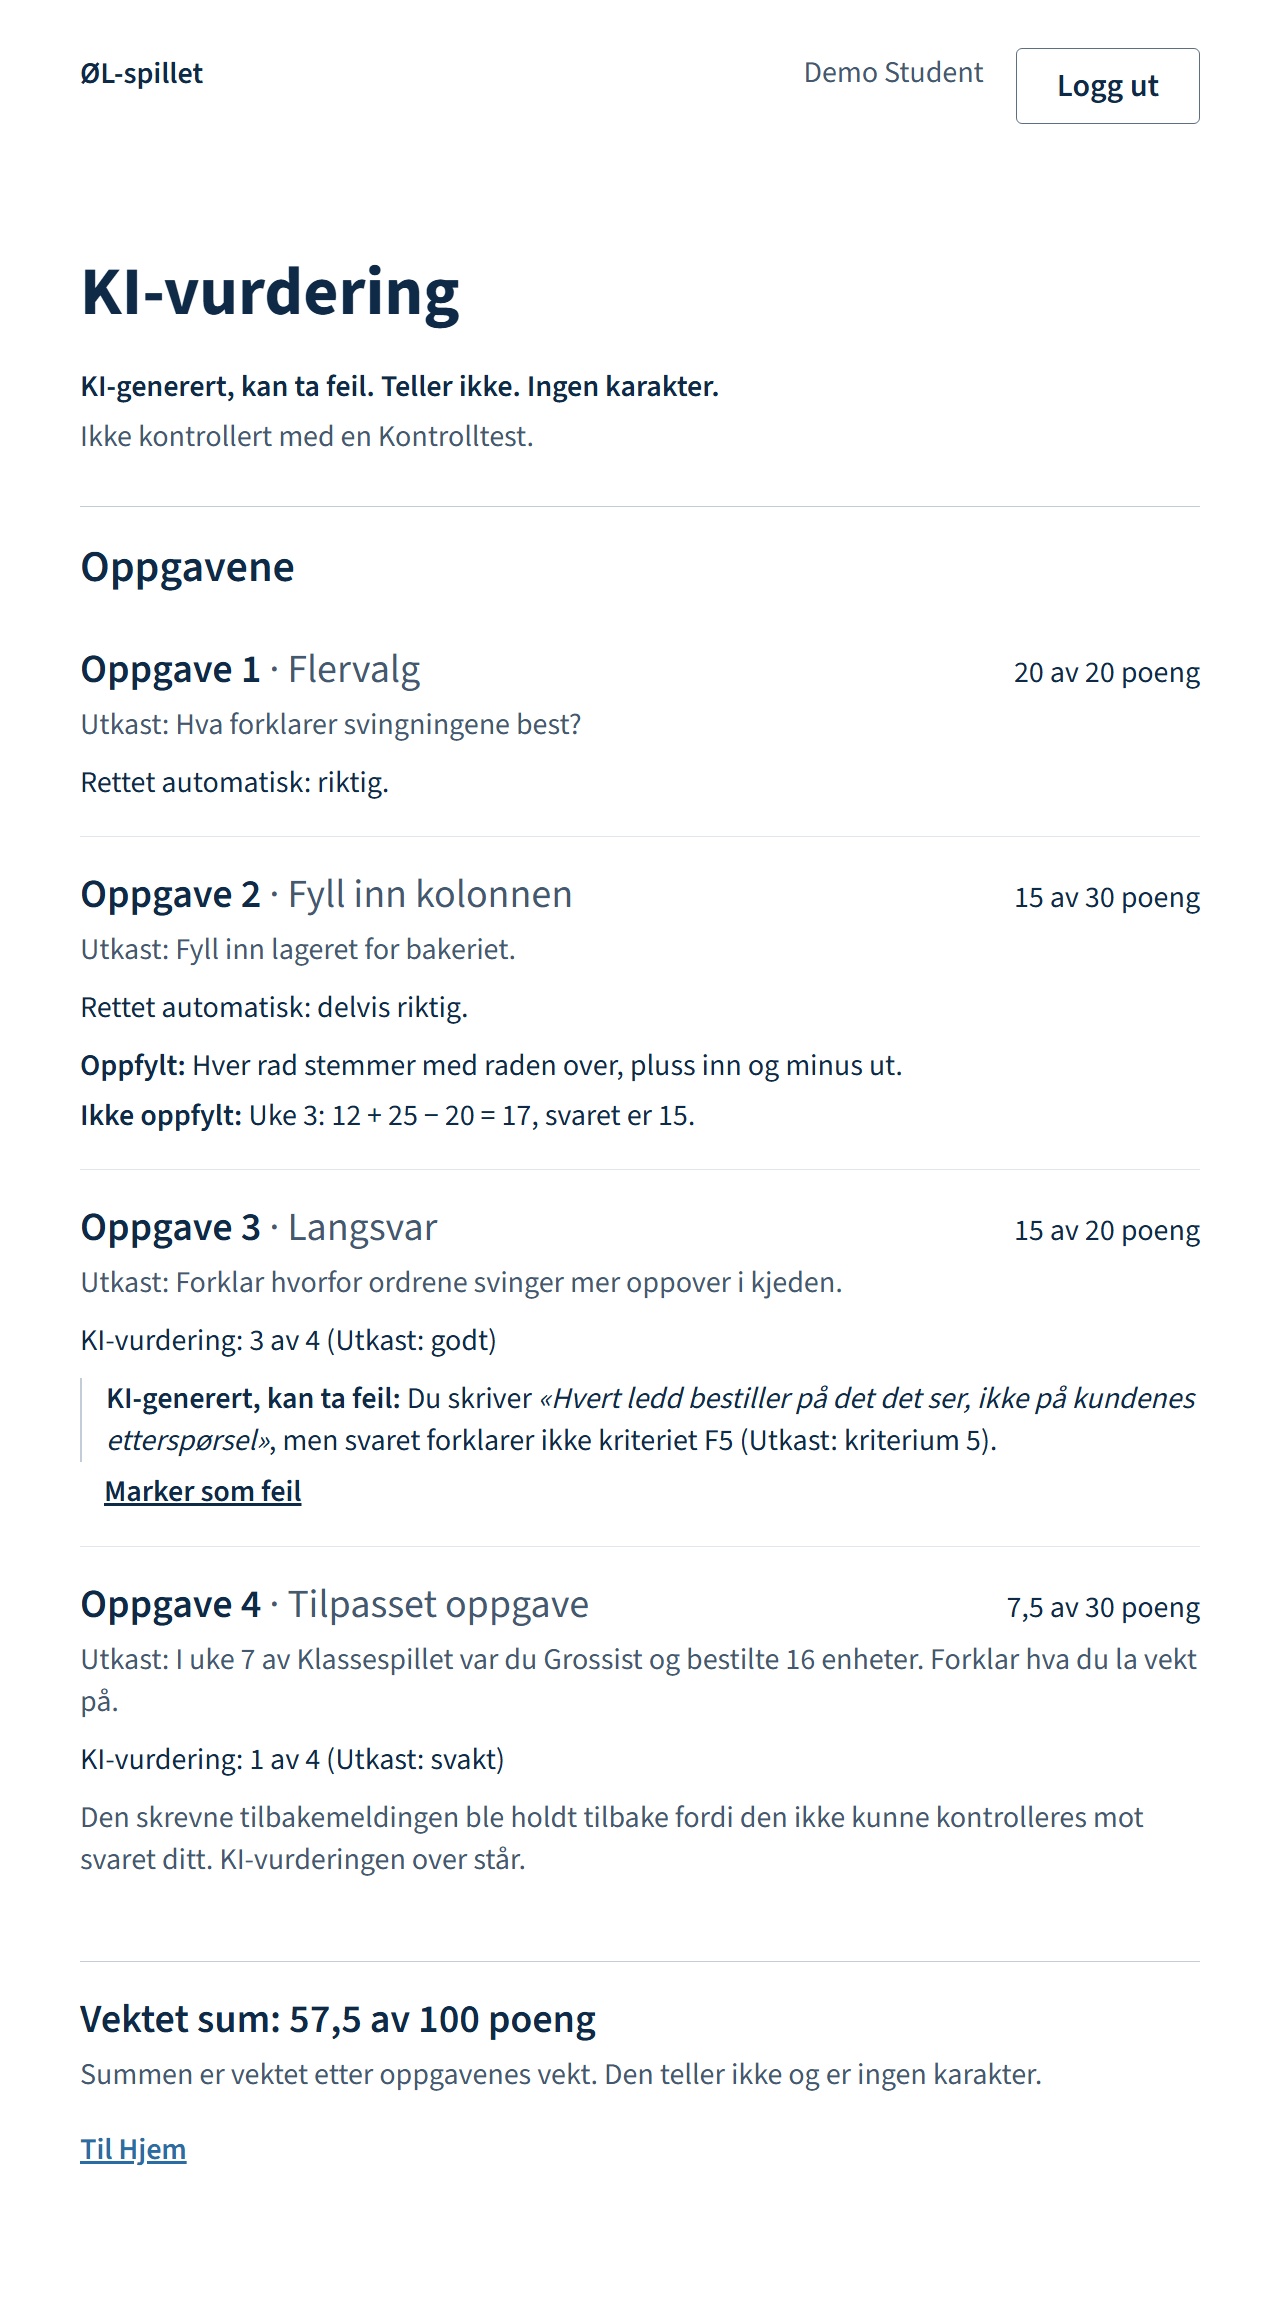 ØL-spillet
Demo Student
Logg ut
KI-vurdering
KI-generert, kan ta feil. Teller ikke. Ingen karakter.
Ikke kontrollert med en Kontrolltest.
Oppgavene
Oppgave 1 · Flervalg
20 av 20 poeng
Utkast: Hva forklarer svingningene best?
Rettet automatisk: riktig.
Oppgave 2 · Fyll inn kolonnen
15 av 30 poeng
Utkast: Fyll inn lageret for bakeriet.
Rettet automatisk: delvis riktig.
Oppfylt: Hver rad stemmer med raden over, pluss inn og minus ut.
Ikke oppfylt: Uke 3: 12 + 25 − 20 = 17, svaret er 15.
Oppgave 3 · Langsvar
15 av 20 poeng
Utkast: Forklar hvorfor ordrene svinger mer oppover i kjeden.
KI-vurdering: 3 av 4 (Utkast: godt)
KI-generert, kan ta feil: Du skriver «Hvert ledd bestiller på det det ser, ikke på kundenes
etterspørsel», men svaret forklarer ikke kriteriet F5 (Utkast: kriterium 5).
Marker som feil
Oppgave 4 · Tilpasset oppgave
7,5 av 30 poeng
Utkast: I uke 7 av Klassespillet var du Grossist og bestilte 16 enheter. Forklar hva du la vekt
på.
KI-vurdering: 1 av 4 (Utkast: svakt)
Den skrevne tilbakemeldingen ble holdt tilbake fordi den ikke kunne kontrolleres mot
svaret ditt. KI-vurderingen over står.
Vektet sum: 57,5 av 100 poeng
Summen er vektet etter oppgavenes vekt. Den teller ikke og er ingen karakter.
Til Hjem